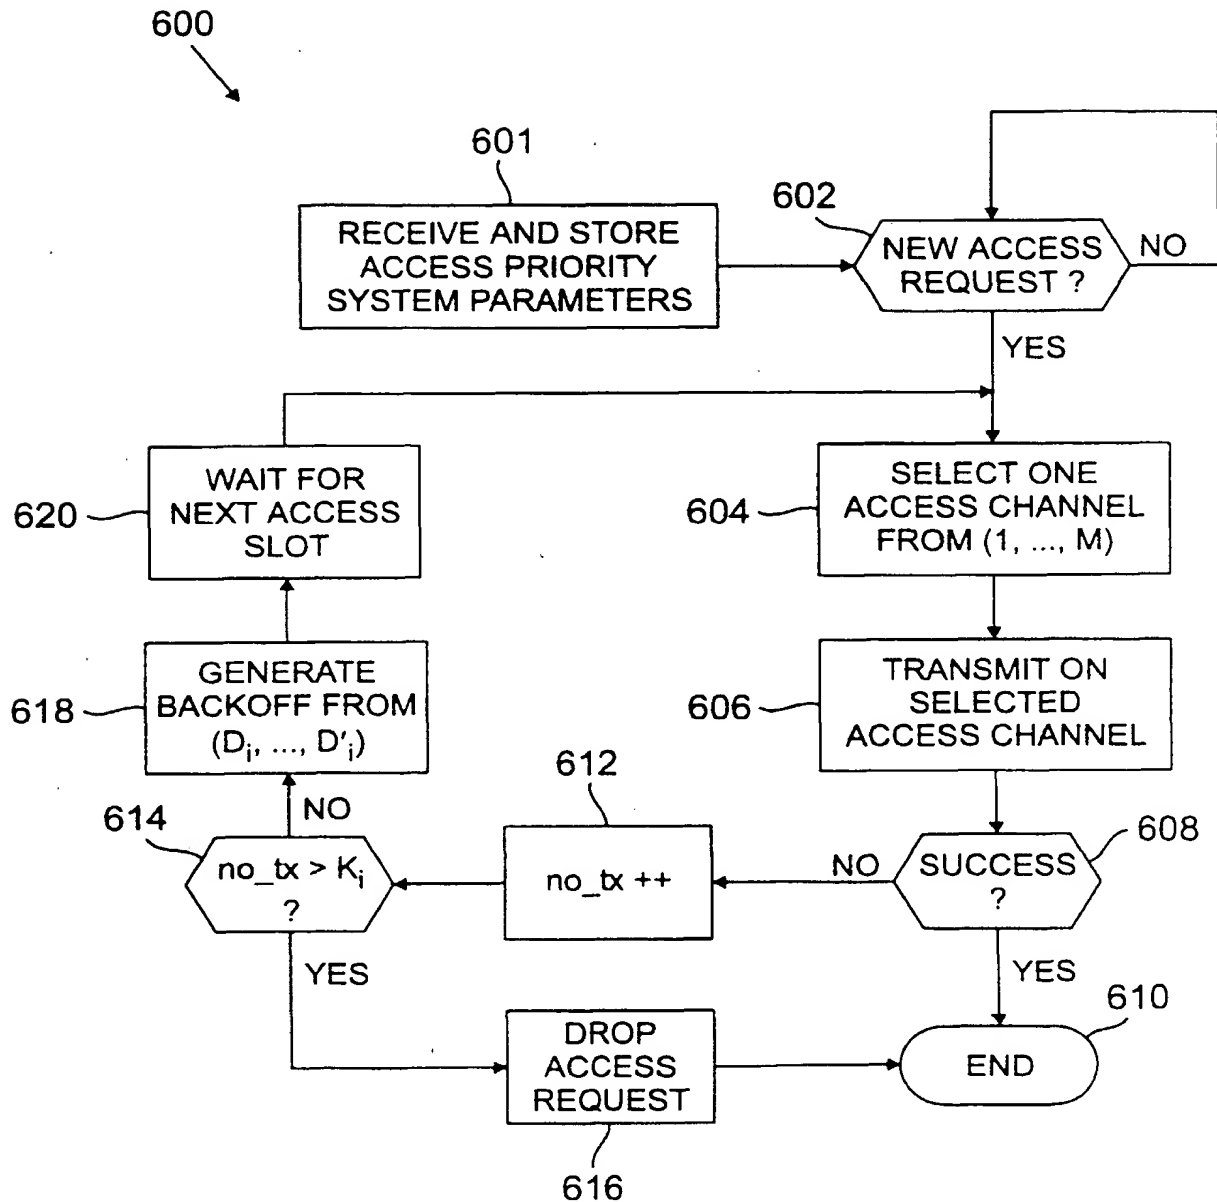 600
601
RECEIVE AND STORE
ACCESS PRIORITY
SYSTEM PARAMETERS
602
NEW ACCESS
REQUEST ?
NO
YES
620
WAIT FOR
NEXT ACCESS
SLOT
604
SELECT ONE
ACCESS CHANNEL
FROM (1, ..., M)
618
GENERATE
BACKOFF FROM
(Dᵢ, ..., D'ᵢ)
606
TRANSMIT ON
SELECTED
ACCESS CHANNEL
614
NO
no_tx > Kᵢ
?
YES
612
no_tx ++
NO
608
SUCCESS
?
YES
616
DROP
ACCESS
REQUEST
610
END